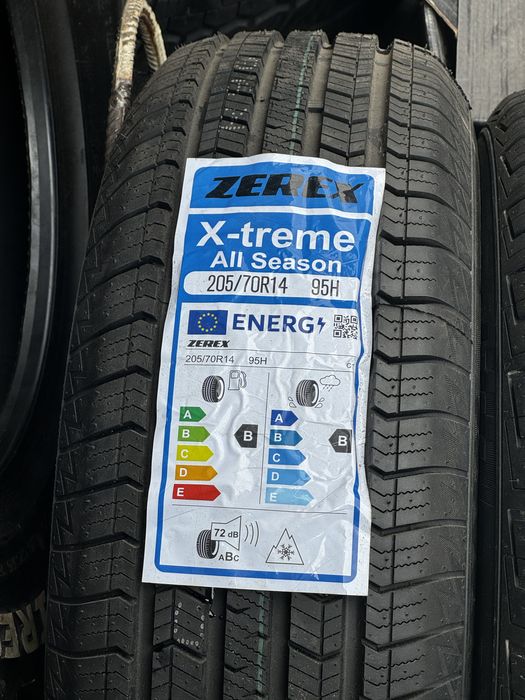 ZEREX
X-treme
All Season
205/70R14 95H
ENERG
ZEREX
205/70R14 95H
A
B
C
D
E
B
A
B
C
D
E
B
72 dB
ABC